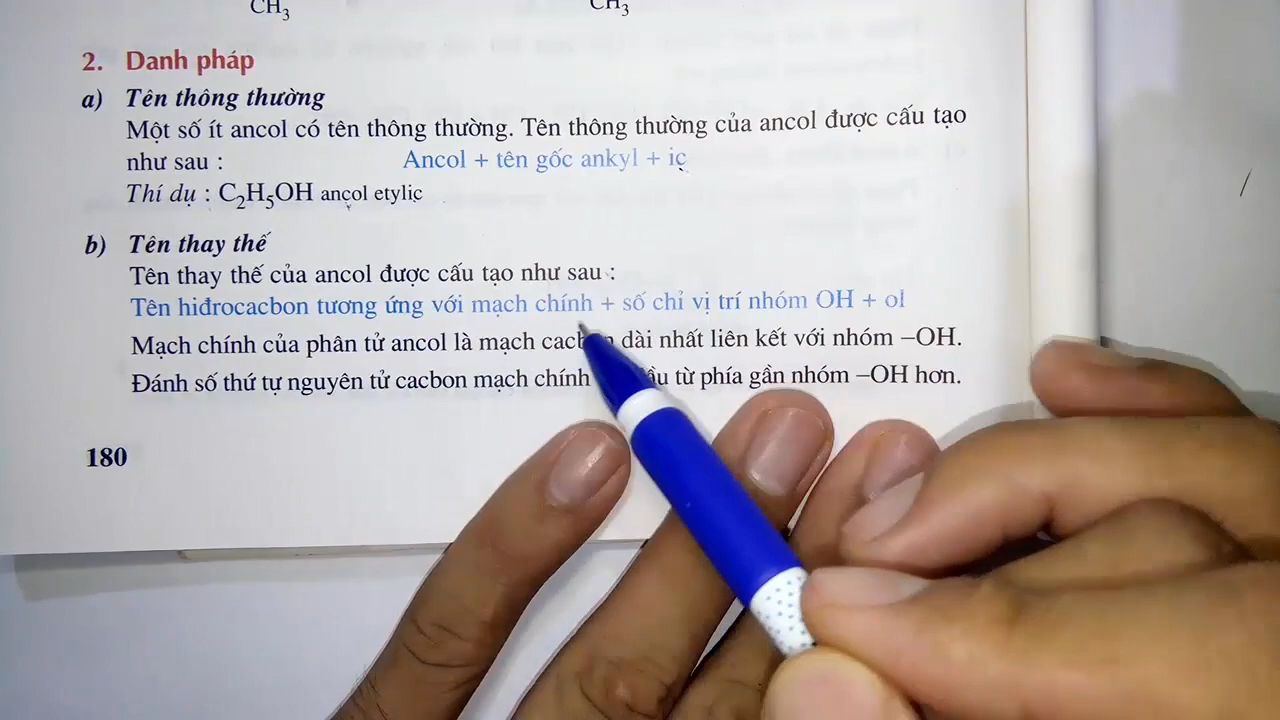 CH3 CH3
2. Danh pháp
a) Tên thông thường
Một số ít ancol có tên thông thường. Tên thông thường của ancol được cấu tạo
như sau : Ancol + tên gốc ankyl + ic
Thí dụ : C2H5OH ancol etylic
b) Tên thay thế
Tên thay thế của ancol được cấu tạo như sau :
Tên hiđrocacbon tương ứng với mạch chính + số chỉ vị trí nhóm OH + ol
Mạch chính của phân tử ancol là mạch dài nhất liên kết với nhóm –OH.
Đánh số thứ tự nguyên tử cacbon mạch chính từ phía gần nhóm –OH hơn.
180